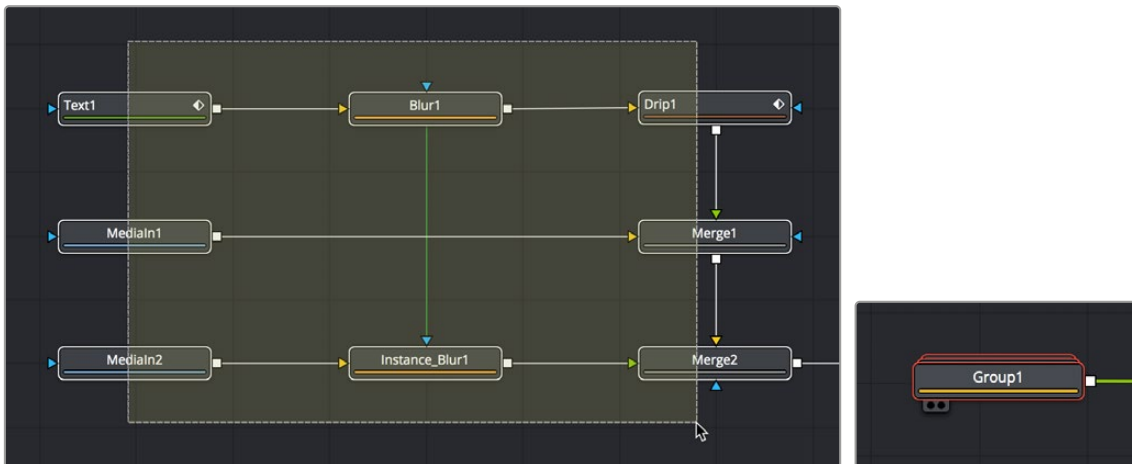 Text1
Blur1
Drip1
MediaIn1
Merge1
MediaIn2
Instance_Blur1
Merge2
Group1